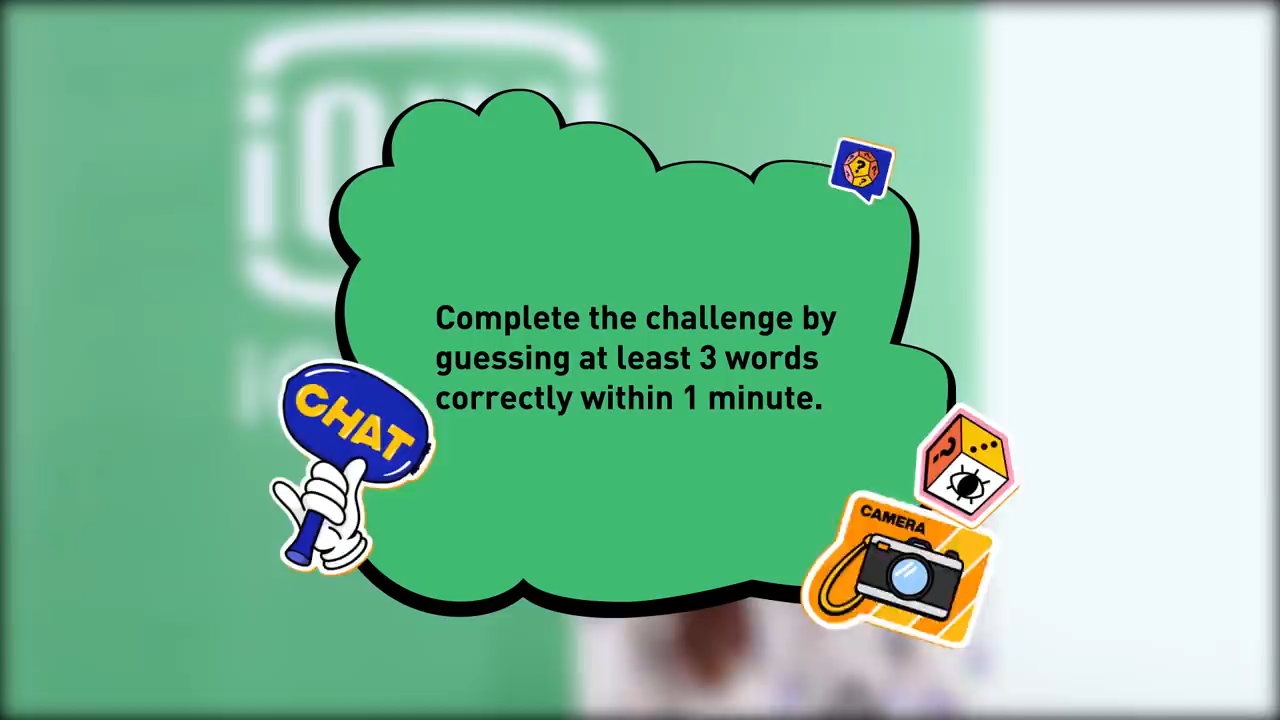 Complete the challenge by
guessing at least 3 words
correctly within 1 minute.
CHAT
CAMERA
?
?
?